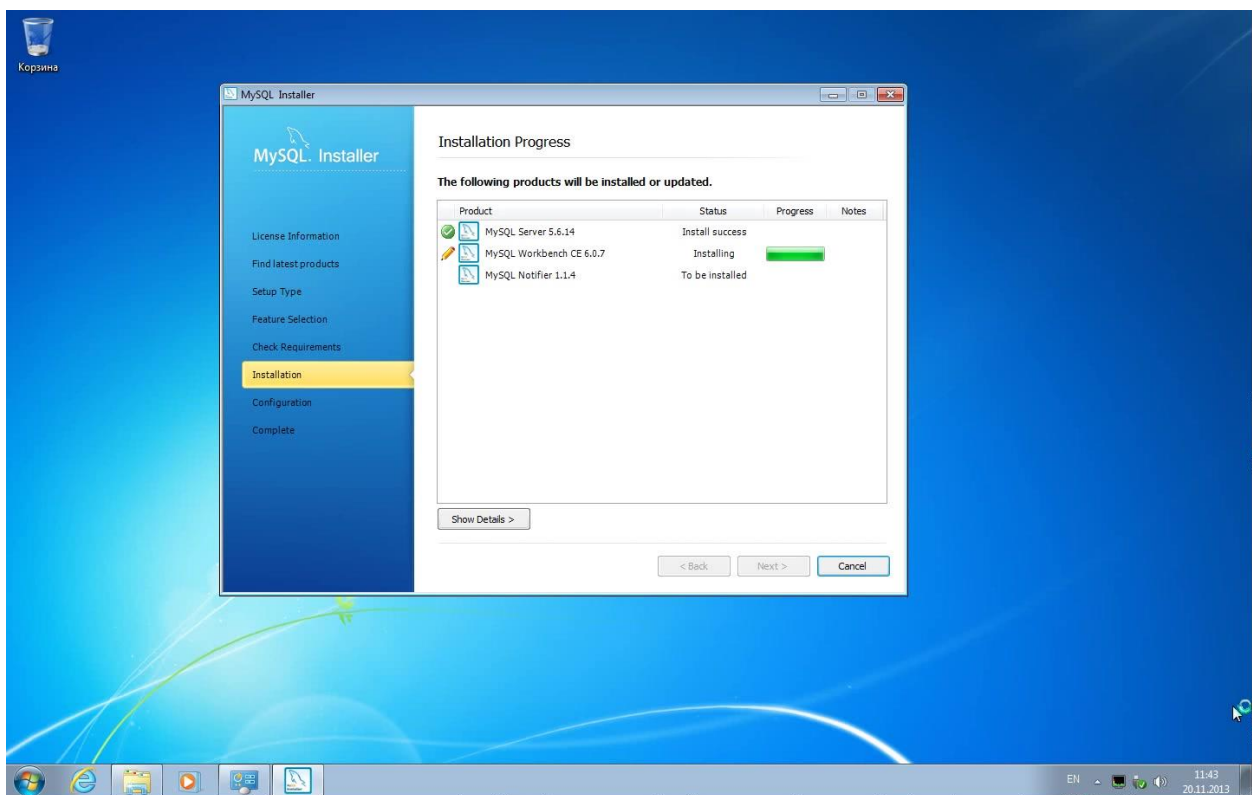 Корзина
MySQL Installer
MySQL. Installer
License Information
Find latest products
Setup Type
Feature Selection
Check Requirements
Installation
Configuration
Complete
Installation Progress
The following products will be installed or updated.
Product Status Progress Notes
MySQL Server 5.6.14 Install success
MySQL Workbench CE 6.0.7 Installing
MySQL Notifier 1.1.4 To be installed
Show Details >
< Back Next > Cancel
EN
11:43
20.11.2013